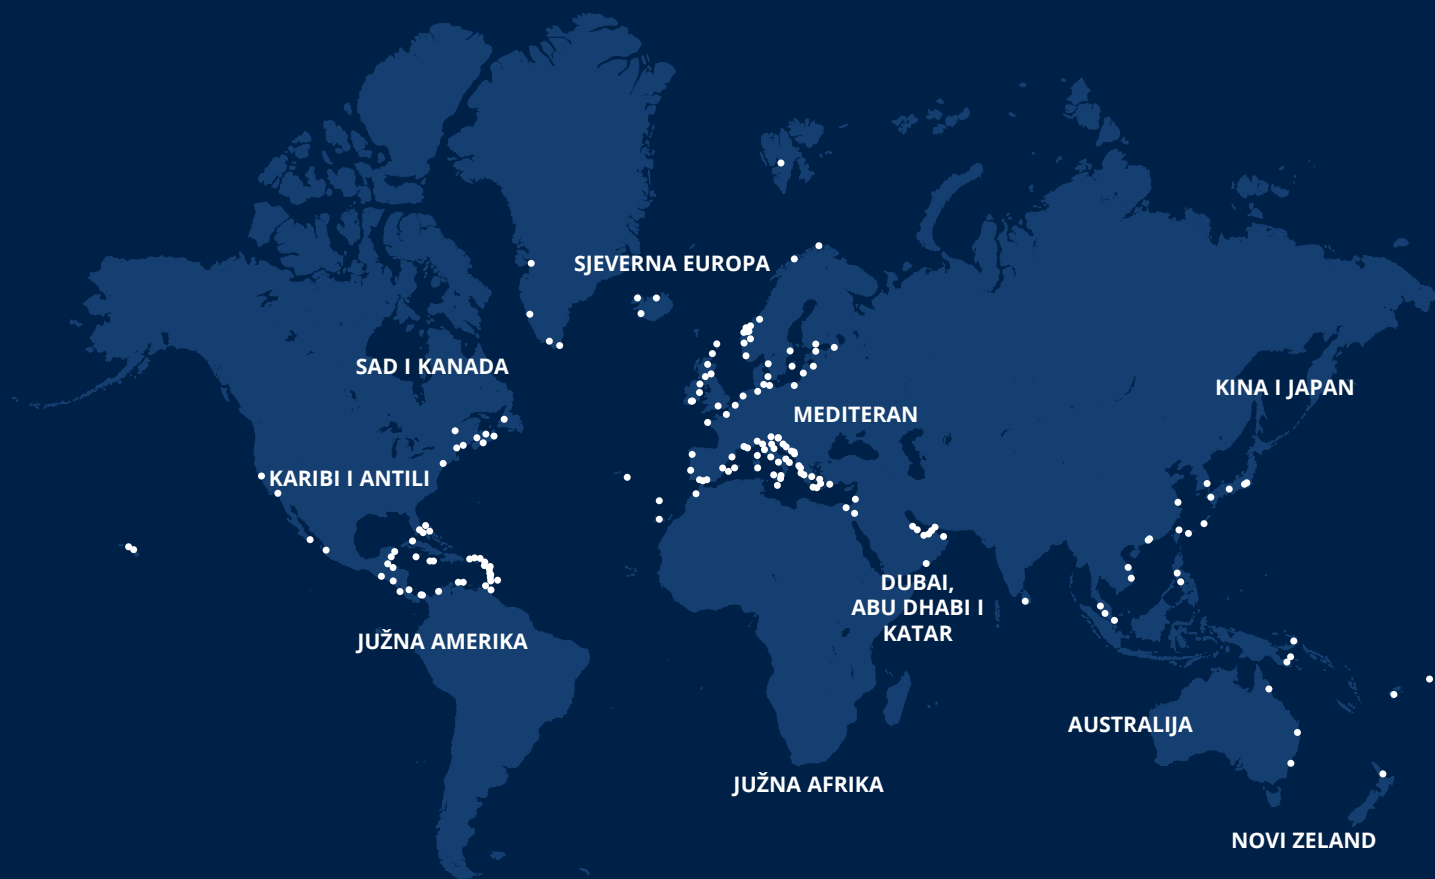 SJEVERNA EUROPA
SAD I KANADA
KINA I JAPAN
MEDITERAN
KARIBI I ANTILI
DUBAI,
ABU DHABI I
KATAR
JUŽNA AMERIKA
AUSTRALIJA
JUŽNA AFRIKA
NOVI ZELAND